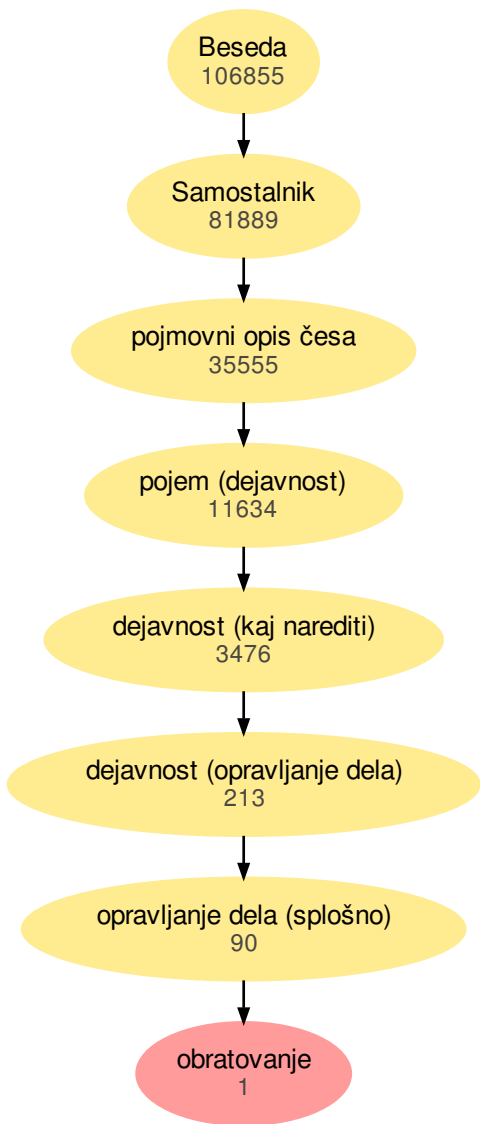 Beseda
106855
Samostalnik
81889
pojmovni opis česa
35555
pojem (dejavnost)
11634
dejavnost (kaj narediti)
3476
dejavnost (opravljanje dela)
213
opravljanje dela (splošno)
90
obratovanje
1